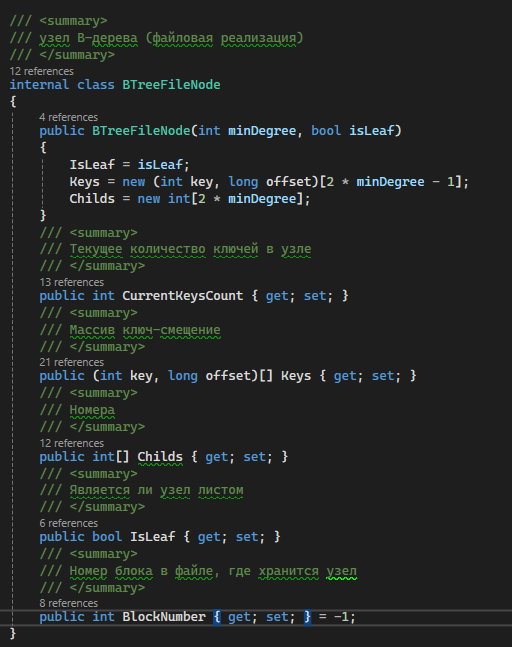 /// <summary>
/// узел B-дерева (файловая реализация)
/// </summary>
12 references
internal class BTreeFileNode
{
4 references
public BTreeFileNode(int minDegree, bool isLeaf)
{
IsLeaf = isLeaf;
Keys = new (int key, long offset)[2 * minDegree - 1];
Childs = new int[2 * minDegree];
}
/// <summary>
/// Текущее количество ключей в узле
/// </summary>
13 references
public int CurrentKeysCount { get; set; }
/// <summary>
/// Массив ключ-смещение
/// </summary>
21 references
public (int key, long offset)[] Keys { get; set; }
/// <summary>
/// Номера
/// </summary>
12 references
public int[] Childs { get; set; }
/// <summary>
/// Является ли узел листом
/// </summary>
6 references
public bool IsLeaf { get; set; }
/// <summary>
/// Номер блока в файле, где хранится узел
/// </summary>
8 references
public int BlockNumber { get; set; } = -1;
}